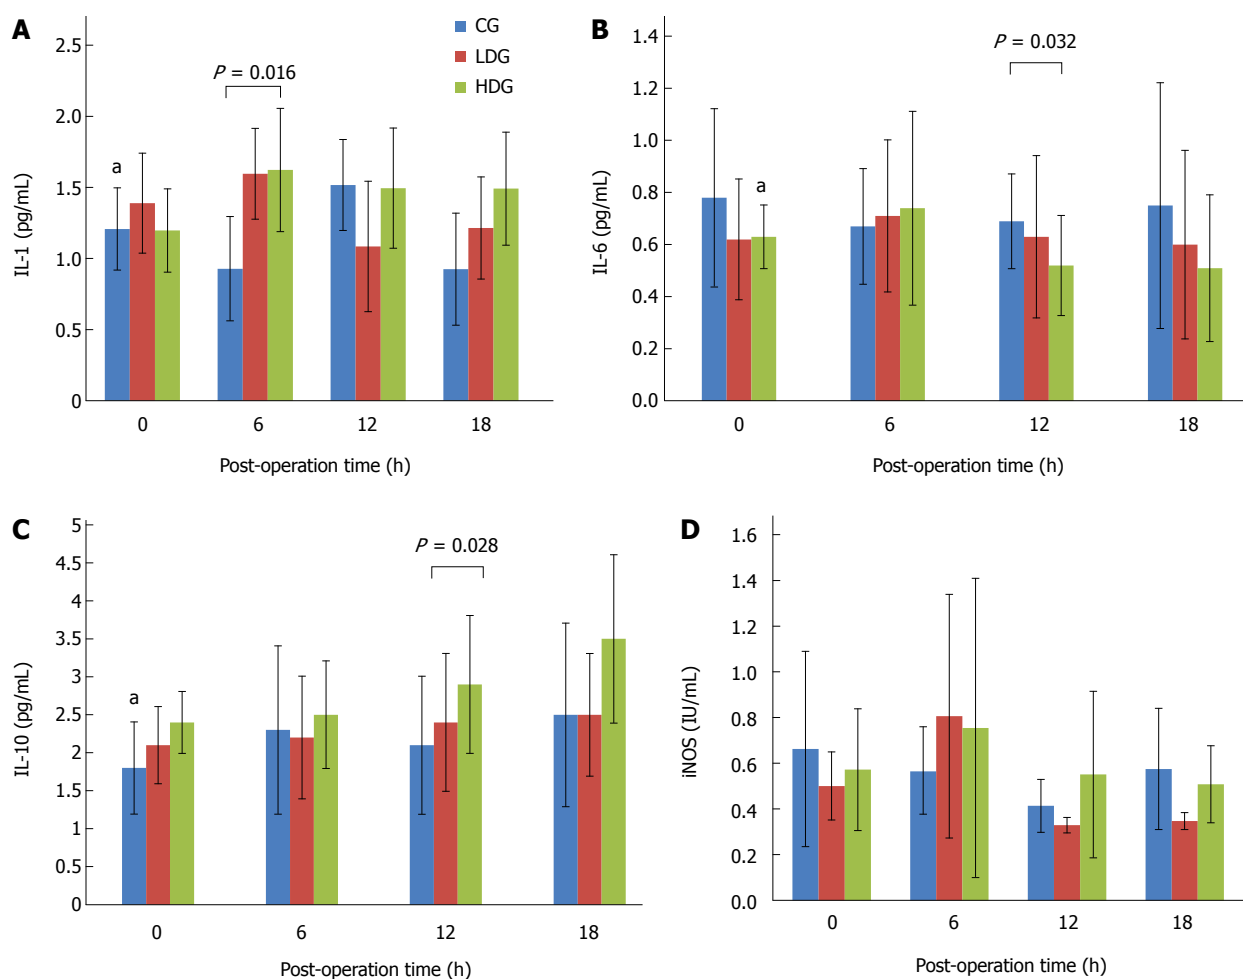 A
CG
LDG
HDG
P = 0.016
a
2.5
2.0
1.5
1.0
0.5
0
IL-1 (pg/mL)
0 6 12 18
Post-operation time (h)
B
P = 0.032
a
1.4
1.2
1.0
0.8
0.6
0.4
0.2
0.0
IL-6 (pg/mL)
0 6 12 18
Post-operation time (h)
C
P = 0.028
a
5
4.5
4
3.5
3
2.5
2
1.5
1
0.5
0
IL-10 (pg/mL)
0 6 12 18
Post-operation time (h)
D
1.6
1.4
1.2
1.0
0.8
0.6
0.4
0.2
0.0
iNOS (IU/mL)
0 6 12 18
Post-operation time (h)